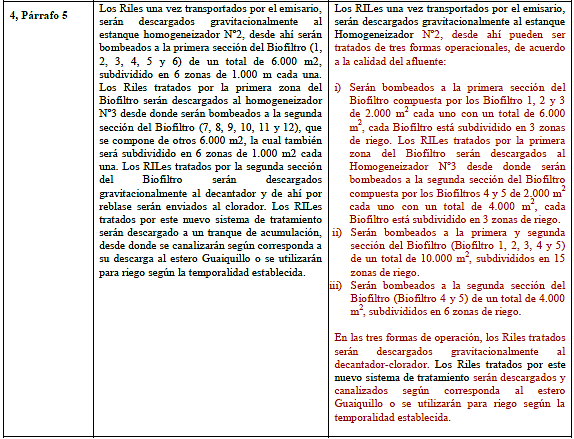 4, Párrafo 5
Los Riles una vez transportados por el emisario,
serán descargados gravitacionalmente al
estanque homogeneizador Nº2, desde ahí serán
bombeados a la primera sección del Biofiltro (1,
2, 3, 4, 5 y 6) de un total de 6.000 m2,
subdividido en 6 zonas de 1.000 m cada una.
Los Riles tratados por la primera zona del
Biofiltro serán descargados al homogeneizador
Nº3 desde donde serán bombeados a la segunda
sección del Biofiltro (7, 8, 9, 10, 11 y 12), que
se compone de otros 6.000 m2, la cual también
será subdividido en 6 zonas de 1.000 m2 cada
una. Los RILes tratados por la segunda sección
del Biofiltro serán descargados
gravitacionalmente al decantador y de ahí por
reblase serán enviados al clorador. Los RILes
tratados por este nuevo sistema de tratamiento
serán descargado a un tranque de acumulación,
desde donde se canalizarán según corresponda a
su descarga al estero Guaiquillo o se utilizarán
para riego según la temporalidad establecida.
Los RILes una vez transportados por el emisario,
serán descargados gravitacionalmente al estanque
Homogeneizador Nº2, desde ahí pueden ser
tratados de tres formas operacionales, de acuerdo
a la calidad del afluente:
i) Serán bombeados a la primera sección del
Biofiltro compuesta por los Biofiltro 1, 2 y 3
de 2.000 m² cada uno con un total de 6.000
m², cada Biofiltro está subdividido en 3 zonas
de riego. Los RILes tratados por la primera
zona del Biofiltro serán descargados al
Homogeneizador Nº3 desde donde serán
bombeados a la segunda sección del Biofiltro
compuesta por los Biofiltros 4 y 5 de 2,000 m²
cada uno con un total de 4.000 m², cada
Biofiltro está subdividido en 3 zonas de riego.
ii) Serán bombeados a la primera y segunda
sección del Biofiltro (Biofiltro 1, 2, 3, 4 y 5)
de un total de 10.000 m², subdivididos en 15
zonas de riego.
iii) Serán bombeados a la segunda sección del
Biofiltro (Biofiltro 4 y 5) de un total de 4.000
m², subdivididos en 6 zonas de riego.
En las tres formas de operación, los Riles tratados
serán descargados gravitacionalmente al
decantador-clorador. Los Riles tratados por este
nuevo sistema de tratamiento serán descargados y
canalizados según corresponda al estero
Guaiquillo o se utilizarán para riego según la
temporalidad establecida.